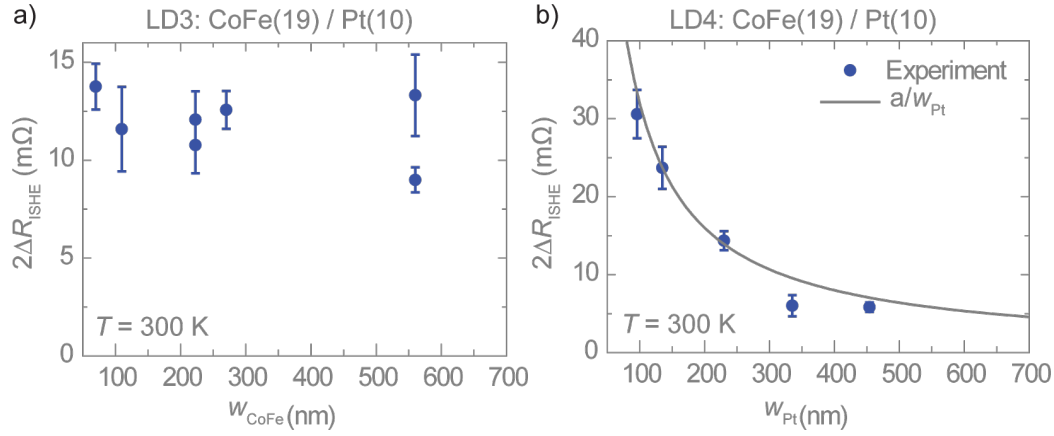 a)
LD3: CoFe(19) / Pt(10)
15
10
5
0
2ΔR_ISHE (mΩ)
T = 300 K
100 200 300 400 500 600 700
w_CoFe (nm)
b)
LD4: CoFe(19) / Pt(10)
40
30
20
10
0
2ΔR_ISHE (mΩ)
Experiment
a/w_Pt
T = 300 K
100 200 300 400 500 600 700
w_Pt (nm)